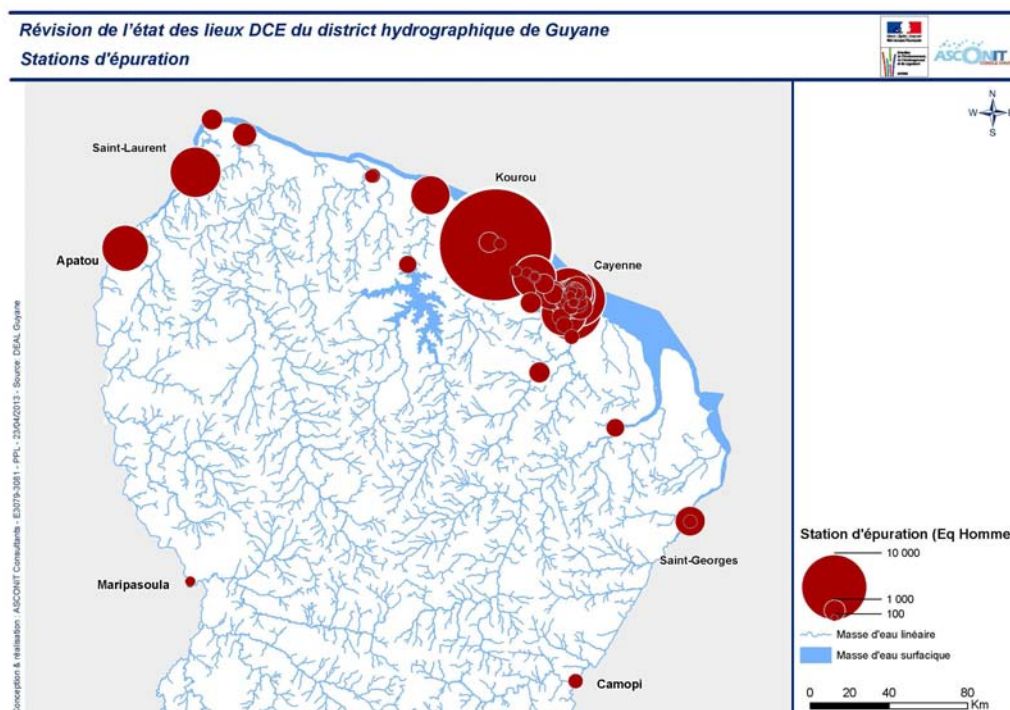 Révision de l'état des lieux DCE du district hydrographique de Guyane
Stations d'épuration
ASCONIT
N
W
E
S
Saint-Laurent
Kourou
Apatou
Cayenne
Saint-Georges
Maripasoula
Camopi
Station d'épuration (Eq Homme
10 000
1 000
100
Masse d'eau linéaire
Masse d'eau surfacique
0 20 40 80
Km
Conception & réalisation : ASCONIT Consultants - E3079-3081 - PPL - 23/04/2013 - Source: DEAL Guyane